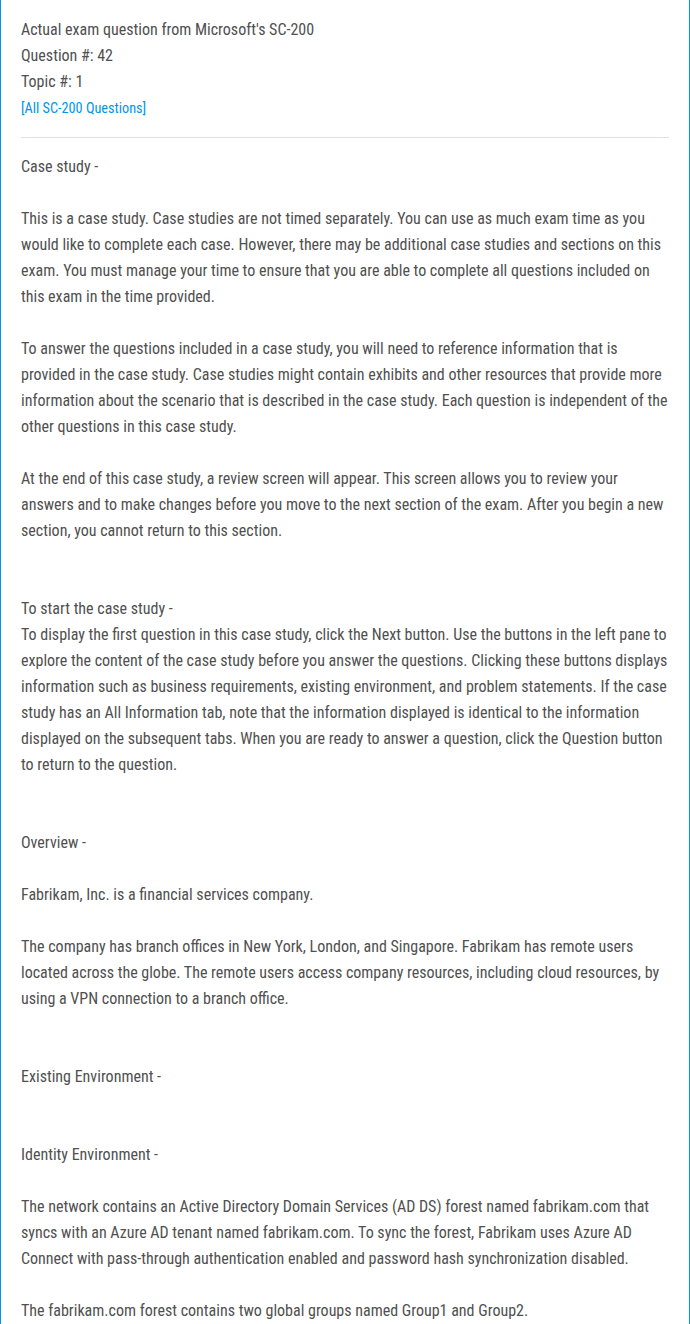 Actual exam question from Microsoft's SC-200
Question #: 42
Topic #: 1
[All SC-200 Questions]
Case study -
This is a case study. Case studies are not timed separately. You can use as much exam time as you
would like to complete each case. However, there may be additional case studies and sections on this
exam. You must manage your time to ensure that you are able to complete all questions included on
this exam in the time provided.
To answer the questions included in a case study, you will need to reference information that is
provided in the case study. Case studies might contain exhibits and other resources that provide more
information about the scenario that is described in the case study. Each question is independent of the
other questions in this case study.
At the end of this case study, a review screen will appear. This screen allows you to review your
answers and to make changes before you move to the next section of the exam. After you begin a new
section, you cannot return to this section.
To start the case study -
To display the first question in this case study, click the Next button. Use the buttons in the left pane to
explore the content of the case study before you answer the questions. Clicking these buttons displays
information such as business requirements, existing environment, and problem statements. If the case
study has an All Information tab, note that the information displayed is identical to the information
displayed on the subsequent tabs. When you are ready to answer a question, click the Question button
to return to the question.
Overview -
Fabrikam, Inc. is a financial services company.
The company has branch offices in New York, London, and Singapore. Fabrikam has remote users
located across the globe. The remote users access company resources, including cloud resources, by
using a VPN connection to a branch office.
Existing Environment -
Identity Environment -
The network contains an Active Directory Domain Services (AD DS) forest named fabrikam.com that
syncs with an Azure AD tenant named fabrikam.com. To sync the forest, Fabrikam uses Azure AD
Connect with pass-through authentication enabled and password hash synchronization disabled.
The fabrikam.com forest contains two global groups named Group1 and Group2.